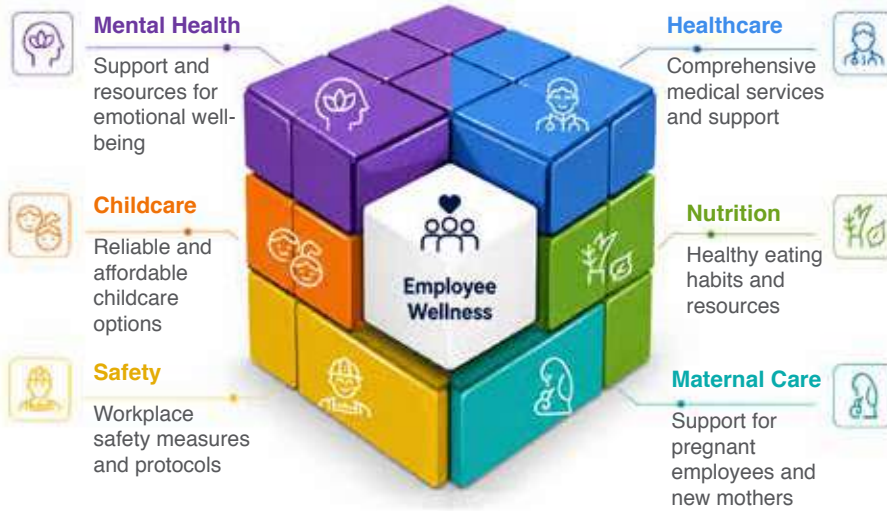 Mental Health
Support and
resources for
emotional well-
being
Childcare
Reliable and
affordable
childcare
options
Safety
Workplace
safety measures
and protocols
Employee
Wellness
Healthcare
Comprehensive
medical services
and support
Nutrition
Healthy eating
habits and
resources
Maternal Care
Support for
pregnant
employees and
new mothers